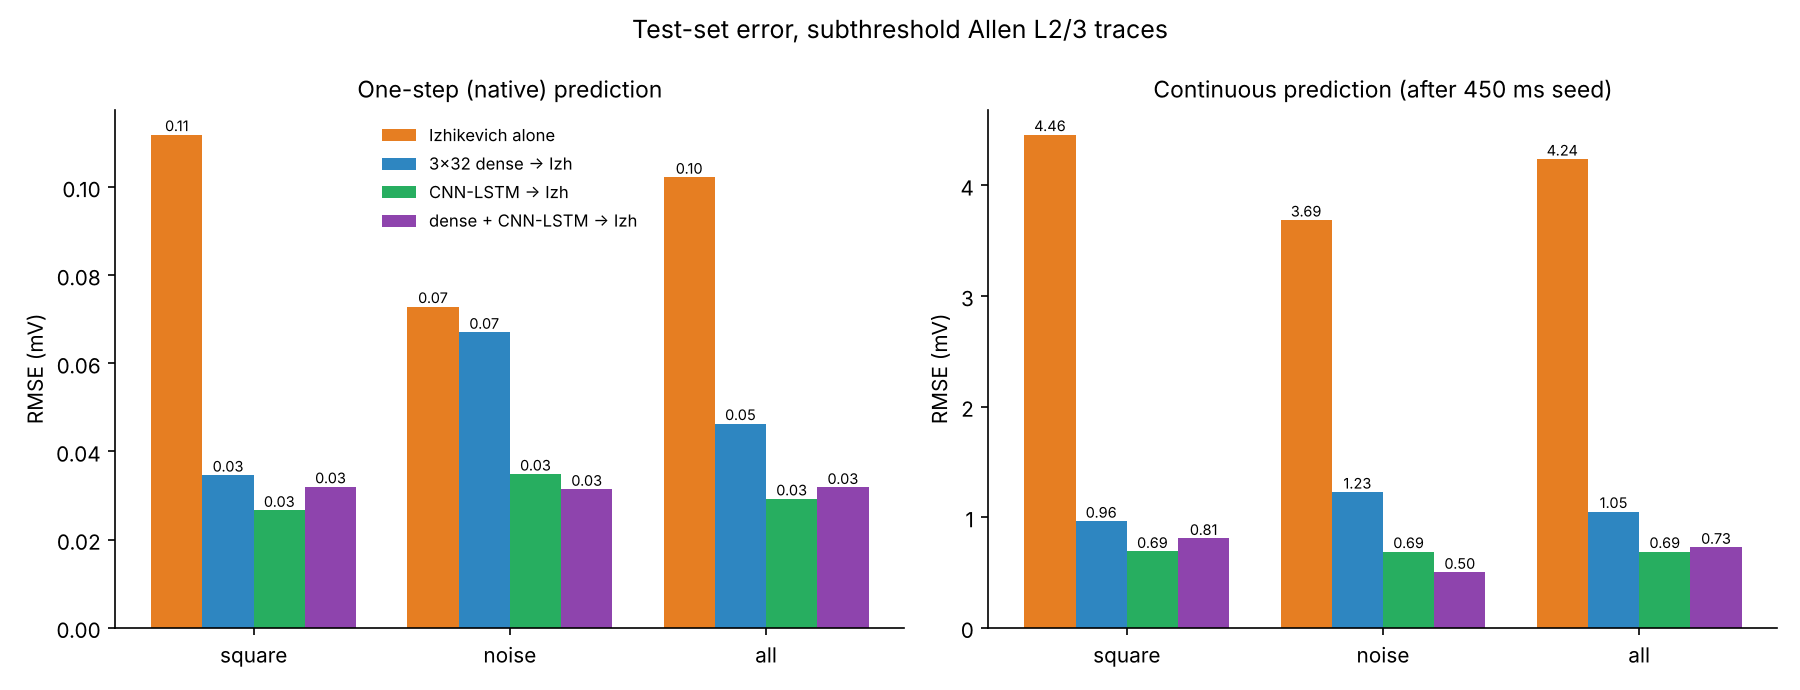 Test-set error, subthreshold Allen L2/3 traces
One-step (native) prediction
RMSE (mV)
0.10
0.08
0.06
0.04
0.02
0.00
0.11
0.03
0.03
0.03
0.07
0.07
0.03
0.03
0.10
0.05
0.03
0.03
Izhikevich alone
3×32 dense → Izh
CNN-LSTM → Izh
dense + CNN-LSTM → Izh
square
noise
all
Continuous prediction (after 450 ms seed)
RMSE (mV)
4
3
2
1
0
4.46
0.96
0.69
0.81
3.69
1.23
0.69
0.50
4.24
1.05
0.69
0.73
square
noise
all